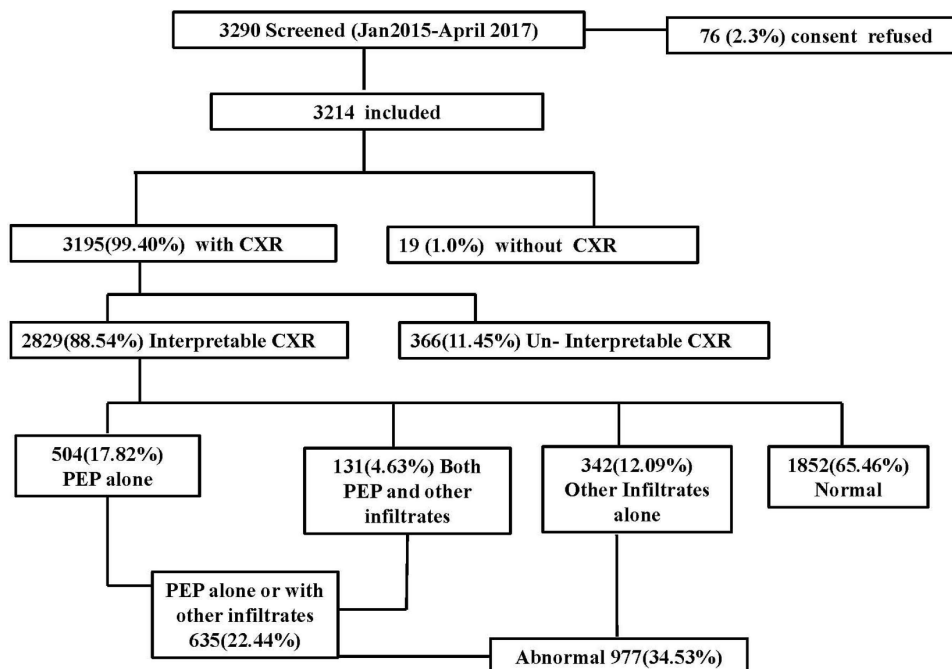 3290 Screened (Jan2015-April 2017)
76 (2.3%) consent refused
3214 included
3195(99.40%) with CXR
19 (1.0%) without CXR
2829(88.54%) Interpretable CXR
366(11.45%) Un- Interpretable CXR
504(17.82%)
PEP alone
131(4.63%) Both
PEP and other
infiltrates
342(12.09%)
Other Infiltrates
alone
1852(65.46%)
Normal
PEP alone or with
other infiltrates
635(22.44%)
Abnormal 977(34.53%)